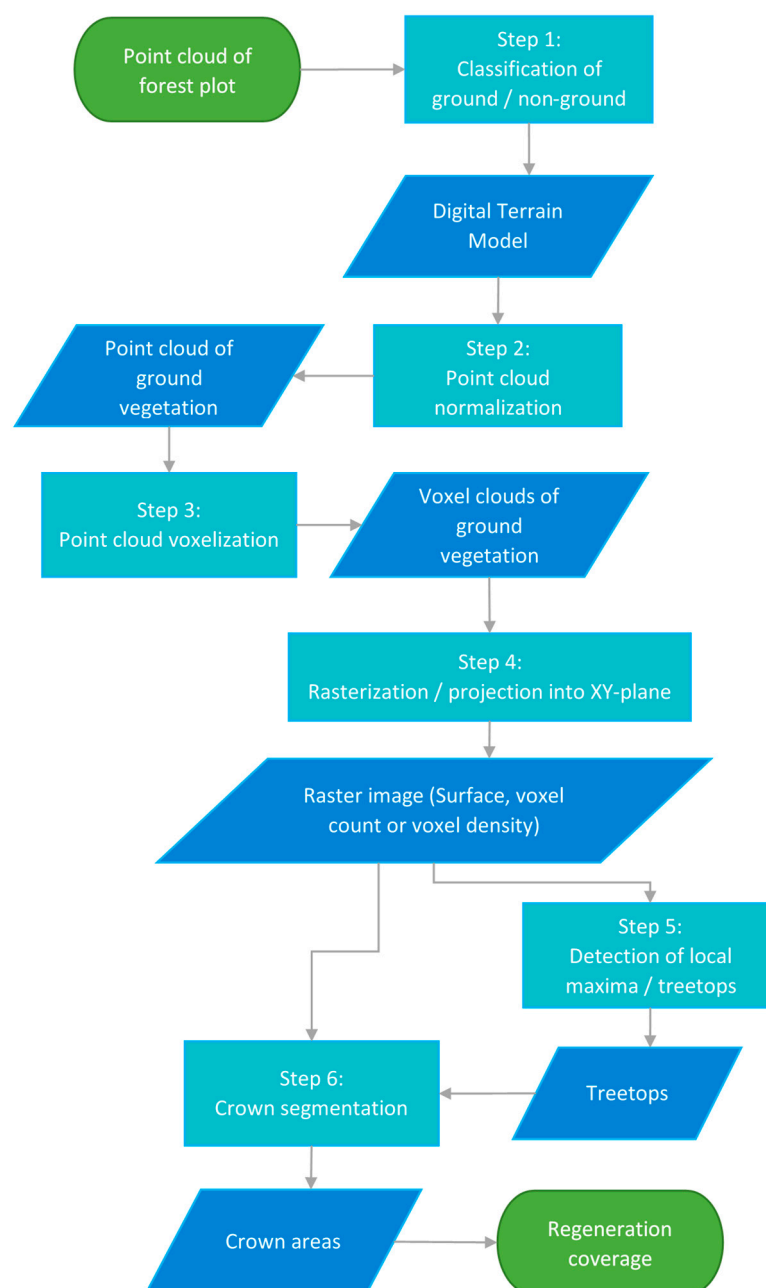 Point cloud of
forest plot
Step 1:
Classification of
ground / non-ground
Digital Terrain
Model
Step 2:
Point cloud
normalization
Point cloud of
ground
vegetation
Step 3:
Point cloud voxelization
Voxel clouds of
ground
vegetation
Step 4:
Rasterization / projection into XY-plane
Raster image (Surface, voxel
count or voxel density)
Step 5:
Detection of local
maxima / treetops
Treetops
Step 6:
Crown segmentation
Crown areas
Regeneration
coverage